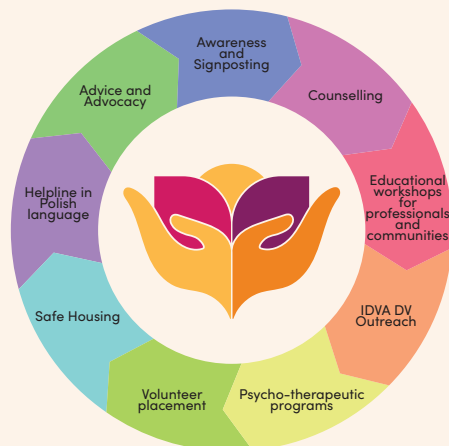 Awareness
and
Signposting
Counselling
Educational
workshops
for
professionals
and
communities
IDVA DV
Outreach
Psycho-therapeutic
programs
Volunteer
placement
Safe Housing
Helpline in
Polish
language
Advice and
Advocacy